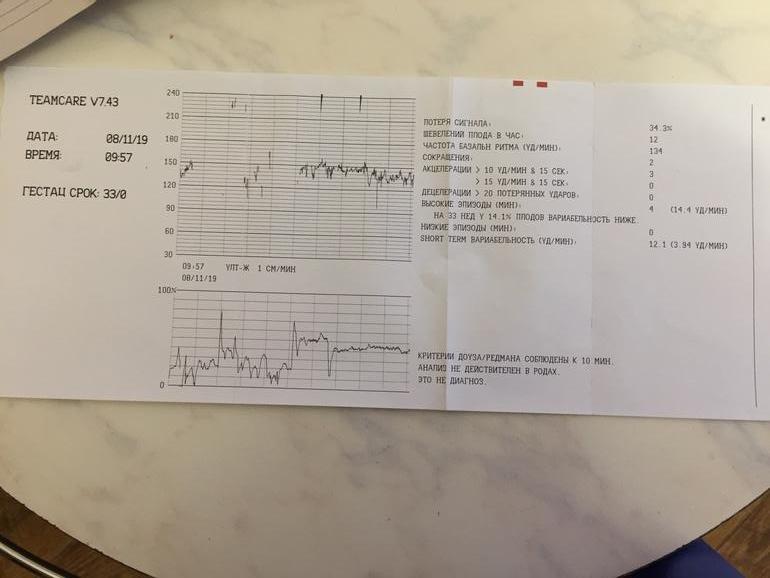 TEAMCARE V7.43
ДАТА: 08/11/19
ВРЕМЯ: 09:57
ГЕСТАЦ СРОК: 33/0
240
210
180
150
120
90
60
30
09:57 УЛТ-Ж 1 СМ/МИН
08/11/19
100%
0
ПОТЕРЯ СИГНАЛА: 34.3%
ШЕВЕЛЕНИЙ ПЛОДА В ЧАС: 12
ЧАСТОТА БАЗАЛЬН РИТМА (УД/МИН): 134
СОКРАЩЕНИЯ: 2
АКЦЕЛЕРАЦИИ > 10 УД/МИН & 15 СЕК: 3
> 15 УД/МИН & 15 СЕК: 0
ДЕЦЕЛЕРАЦИИ > 20 ПОТЕРЯННЫХ УДАРОВ: 0
ВЫСОКИЕ ЭПИЗОДЫ (МИН): 4 (14.4 УД/МИН)
НА 33 НЕД У 14.1% ПЛОДОВ ВАРИАБЕЛЬНОСТЬ НИЖЕ.
НИЗКИЕ ЭПИЗОДЫ (МИН): 0
SHORT TERM ВАРИАБЕЛЬНОСТЬ (УД/МИН): 12.1 (3.94 УД/МИН)
КРИТЕРИИ ДОУЗА/РЕДМАНА СОБЛЮДЕНЫ К 10 МИН.
АНАЛИЗ НЕ ДЕЙСТВИТЕЛЕН В РОДАХ.
ЭТО НЕ ДИАГНОЗ.